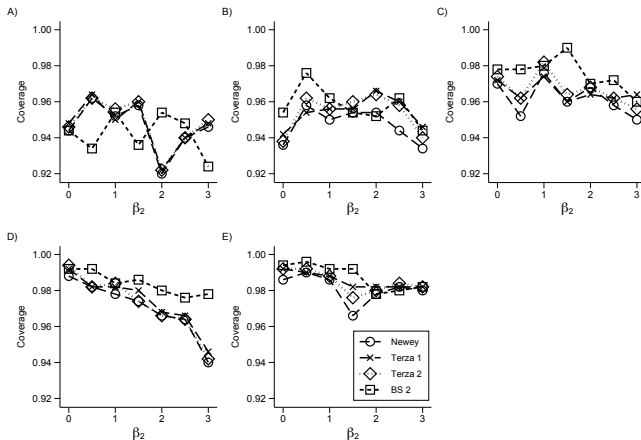 A)
1.00
0.98
0.96
0.94
0.92
Coverage
0 1 2 3
β2
B)
1.00
0.98
0.96
0.94
0.92
Coverage
0 1 2 3
β2
C)
1.00
0.98
0.96
0.94
0.92
Coverage
0 1 2 3
β2
D)
1.00
0.98
0.96
0.94
0.92
Coverage
0 1 2 3
β2
E)
1.00
0.98
0.96
0.94
0.92
Coverage
0 1 2 3
β2
Newey
Terza 1
Terza 2
BS 2